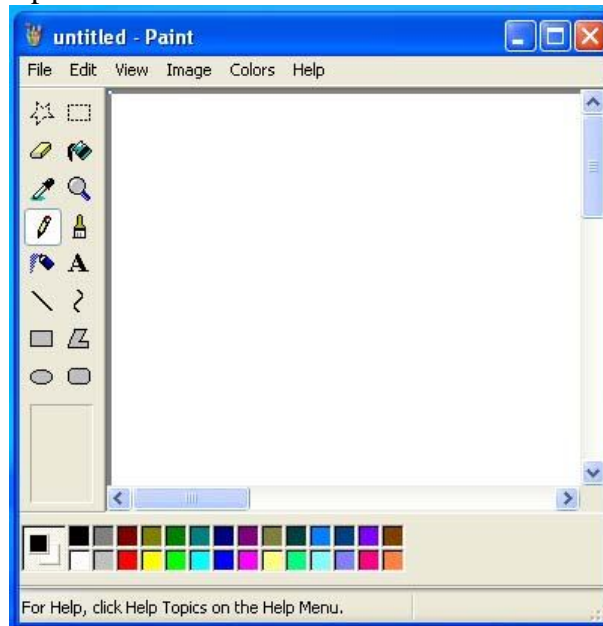 untitled - Paint
File Edit View Image Colors Help
A
For Help, click Help Topics on the Help Menu.